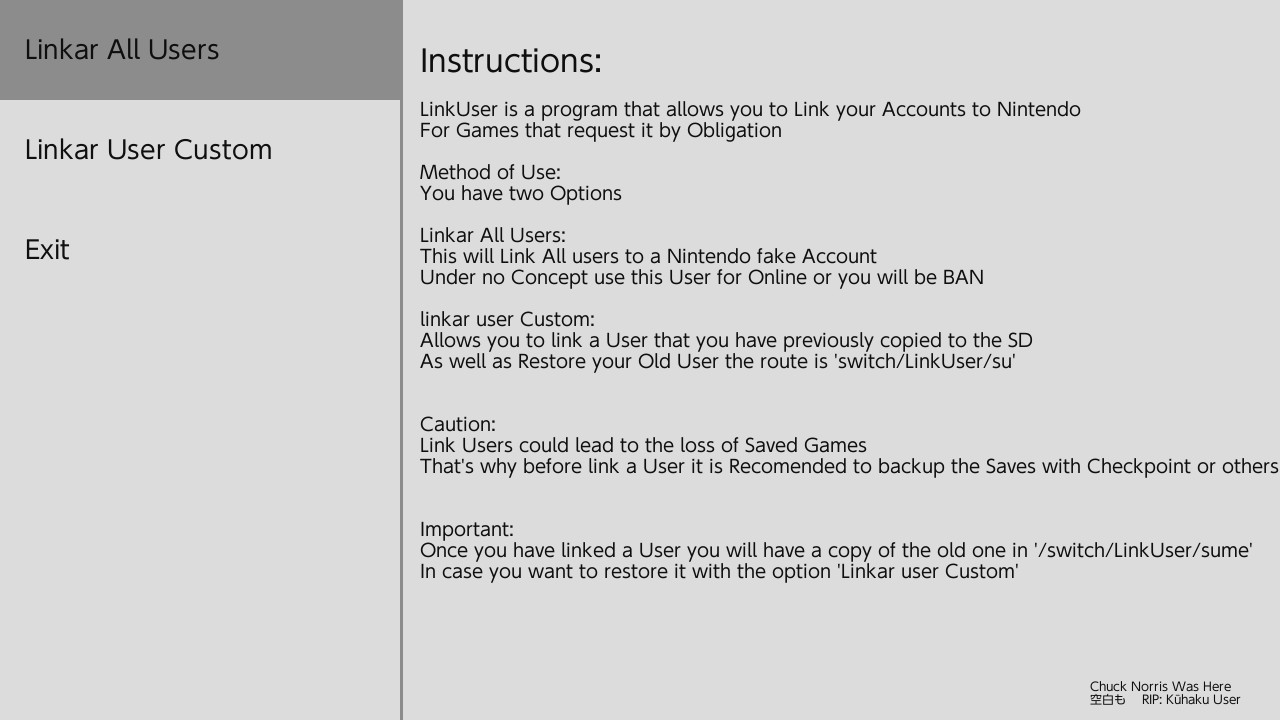 Linkar All Users
Linkar User Custom
Exit
Instructions:
LinkUser is a program that allows you to Link your Accounts to Nintendo
For Games that request it by Obligation
Method of Use:
You have two Options
Linkar All Users:
This will Link All users to a Nintendo fake Account
Under no Concept use this User for Online or you will be BAN
linkar user Custom:
Allows you to link a User that you have previously copied to the SD
As well as Restore your Old User the route is 'switch/LinkUser/su'
Caution:
Link Users could lead to the loss of Saved Games
That's why before link a User it is Recomended to backup the Saves with Checkpoint or others
Important:
Once you have linked a User you will have a copy of the old one in '/switch/LinkUser/sume'
In case you want to restore it with the option 'Linkar user Custom'
Chuck Norris Was Here
空白も RIP: Kūhaku User